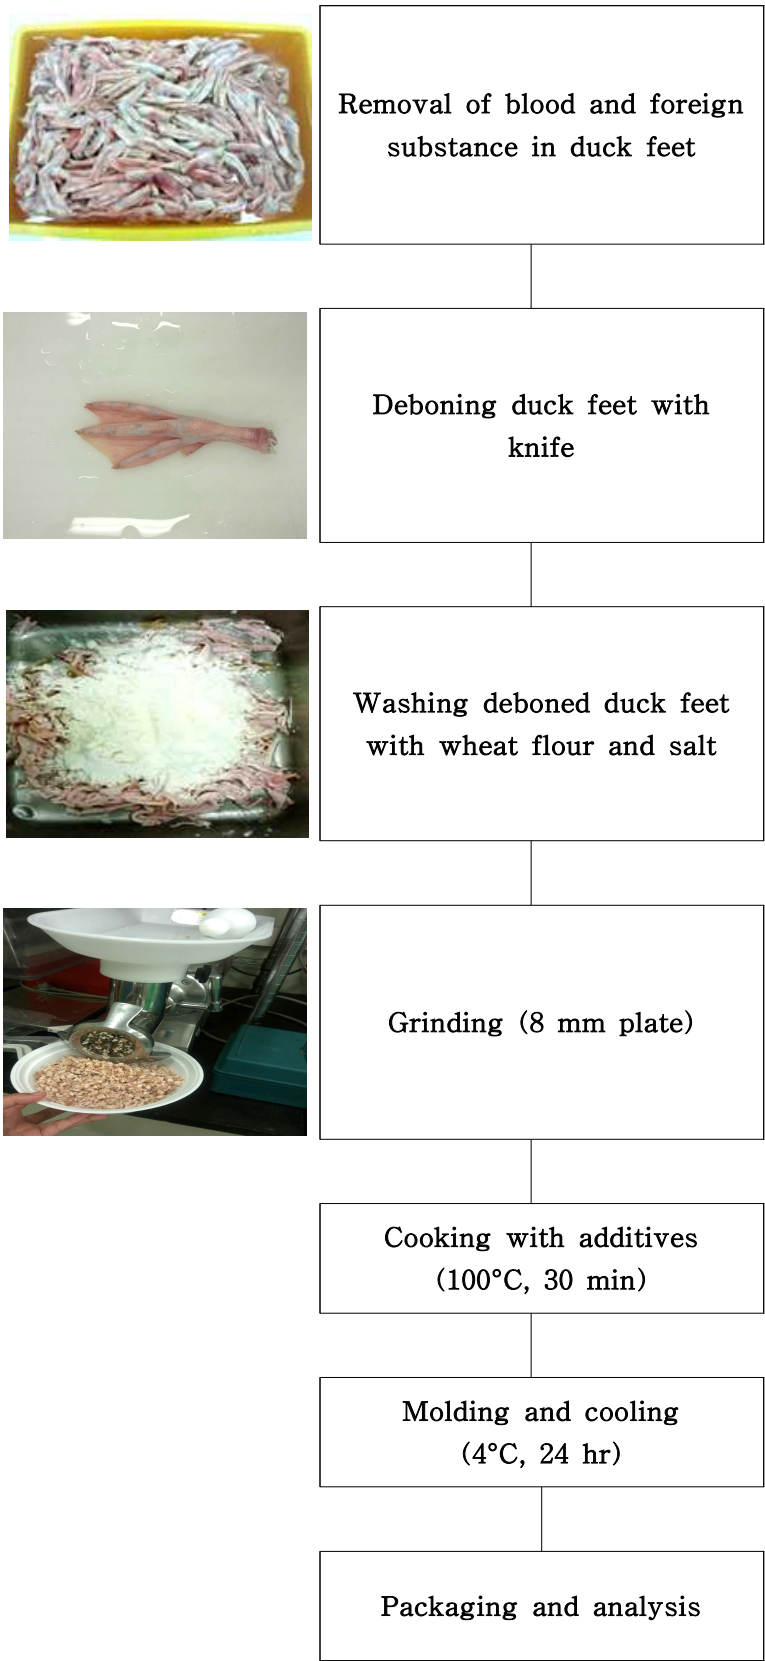 Removal of blood and foreign
substance in duck feet
Deboning duck feet with
knife
Washing deboned duck feet
with wheat flour and salt
Grinding (8 mm plate)
Cooking with additives
(100°C, 30 min)
Molding and cooling
(4°C, 24 hr)
Packaging and analysis